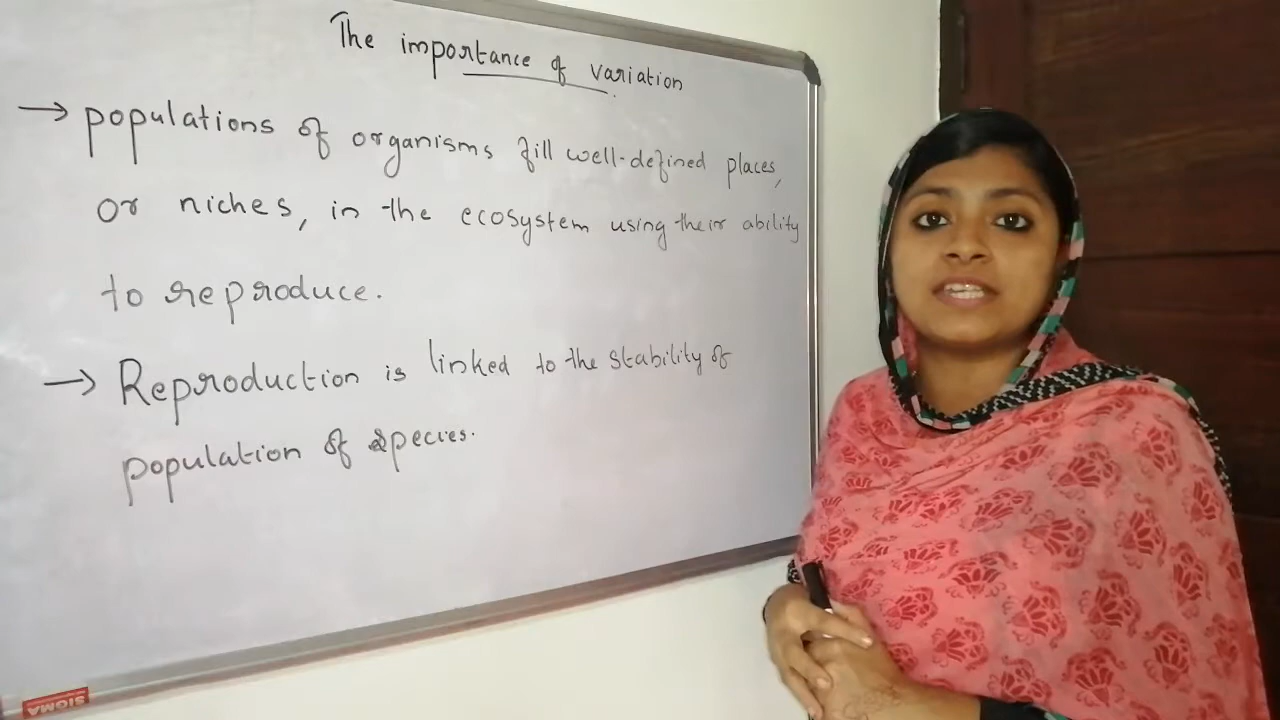 The importance of variation
→ populations of organisms fill well-defined places,
or niches, in the ecosystem using their ability
to reproduce.
→ Reproduction is linked to the stability of
population of species.
SIGMA